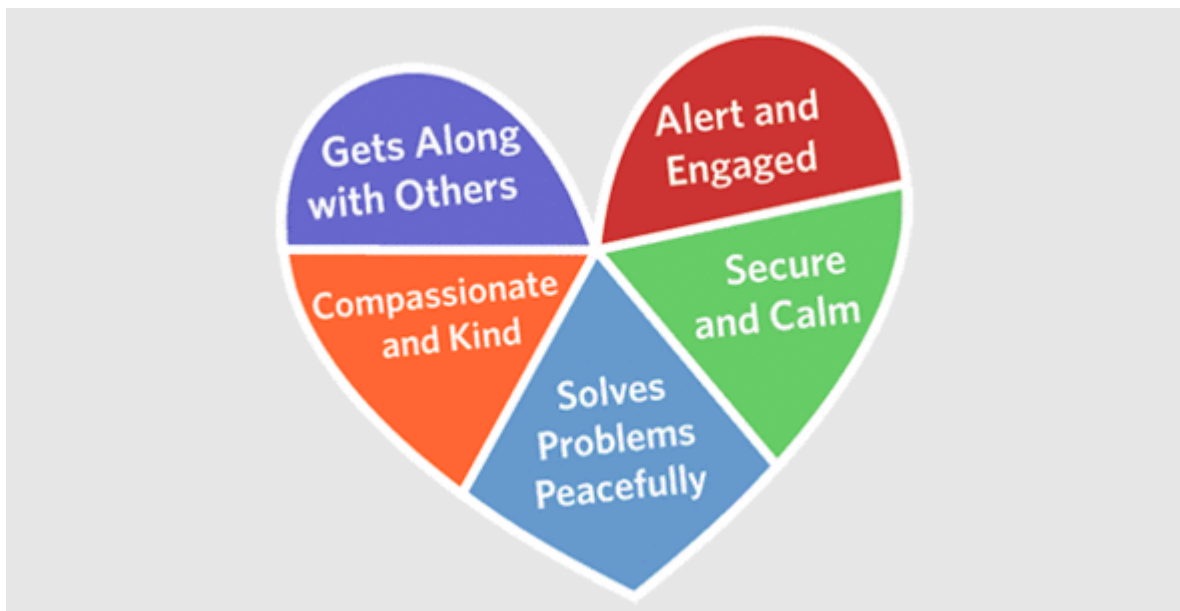 Gets Along
with Others
Alert and
Engaged
Compassionate
and Kind
Secure
and Calm
Solves
Problems
Peacefully